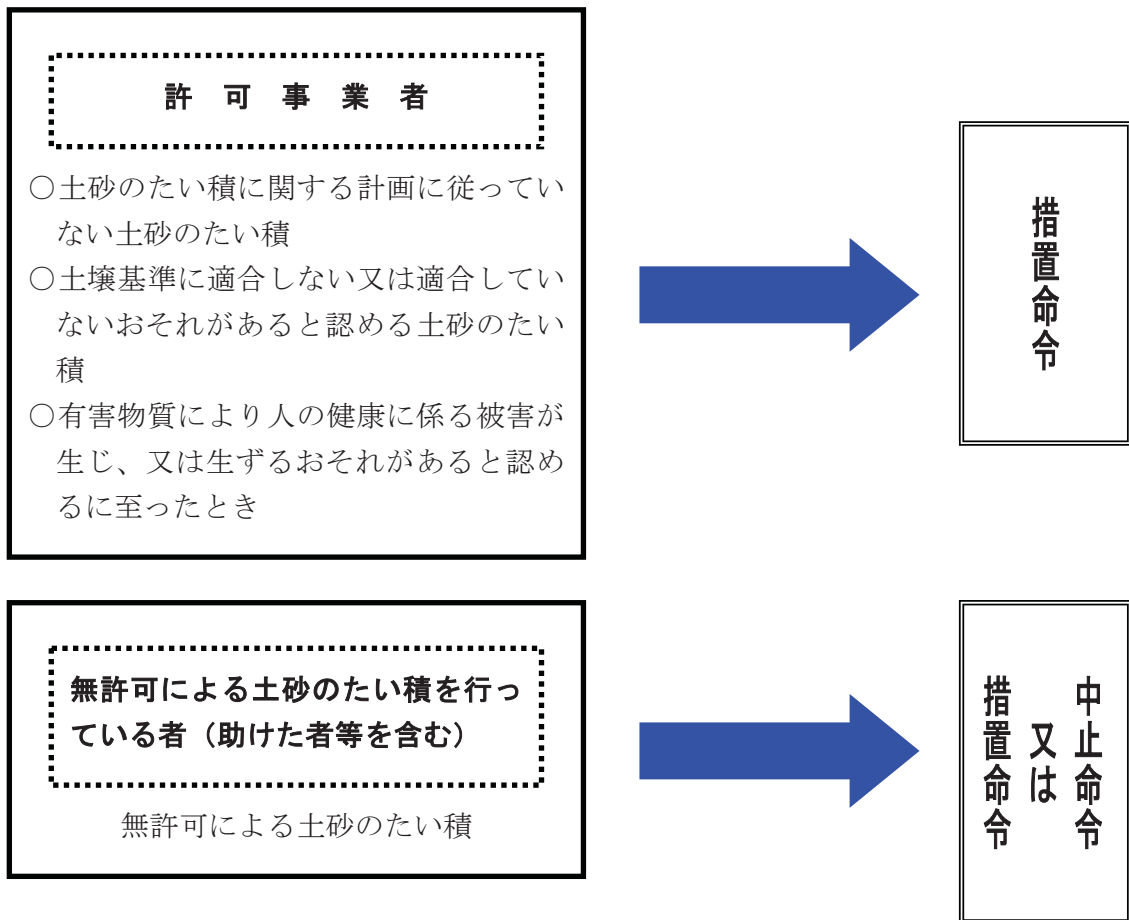 許可事業者
○土砂のたい積に関する計画に従ってい
ない土砂のたい積
○土壌基準に適合しない又は適合してい
ないおそれがあると認める土砂のたい
積
○有害物質により人の健康に係る被害が
生じ、又は生ずるおそれがあると認め
るに至ったとき
措置命令
無許可による土砂のたい積を行っ
ている者（助けた者等を含む）
無許可による土砂のたい積
中止命令
又は
措置命令